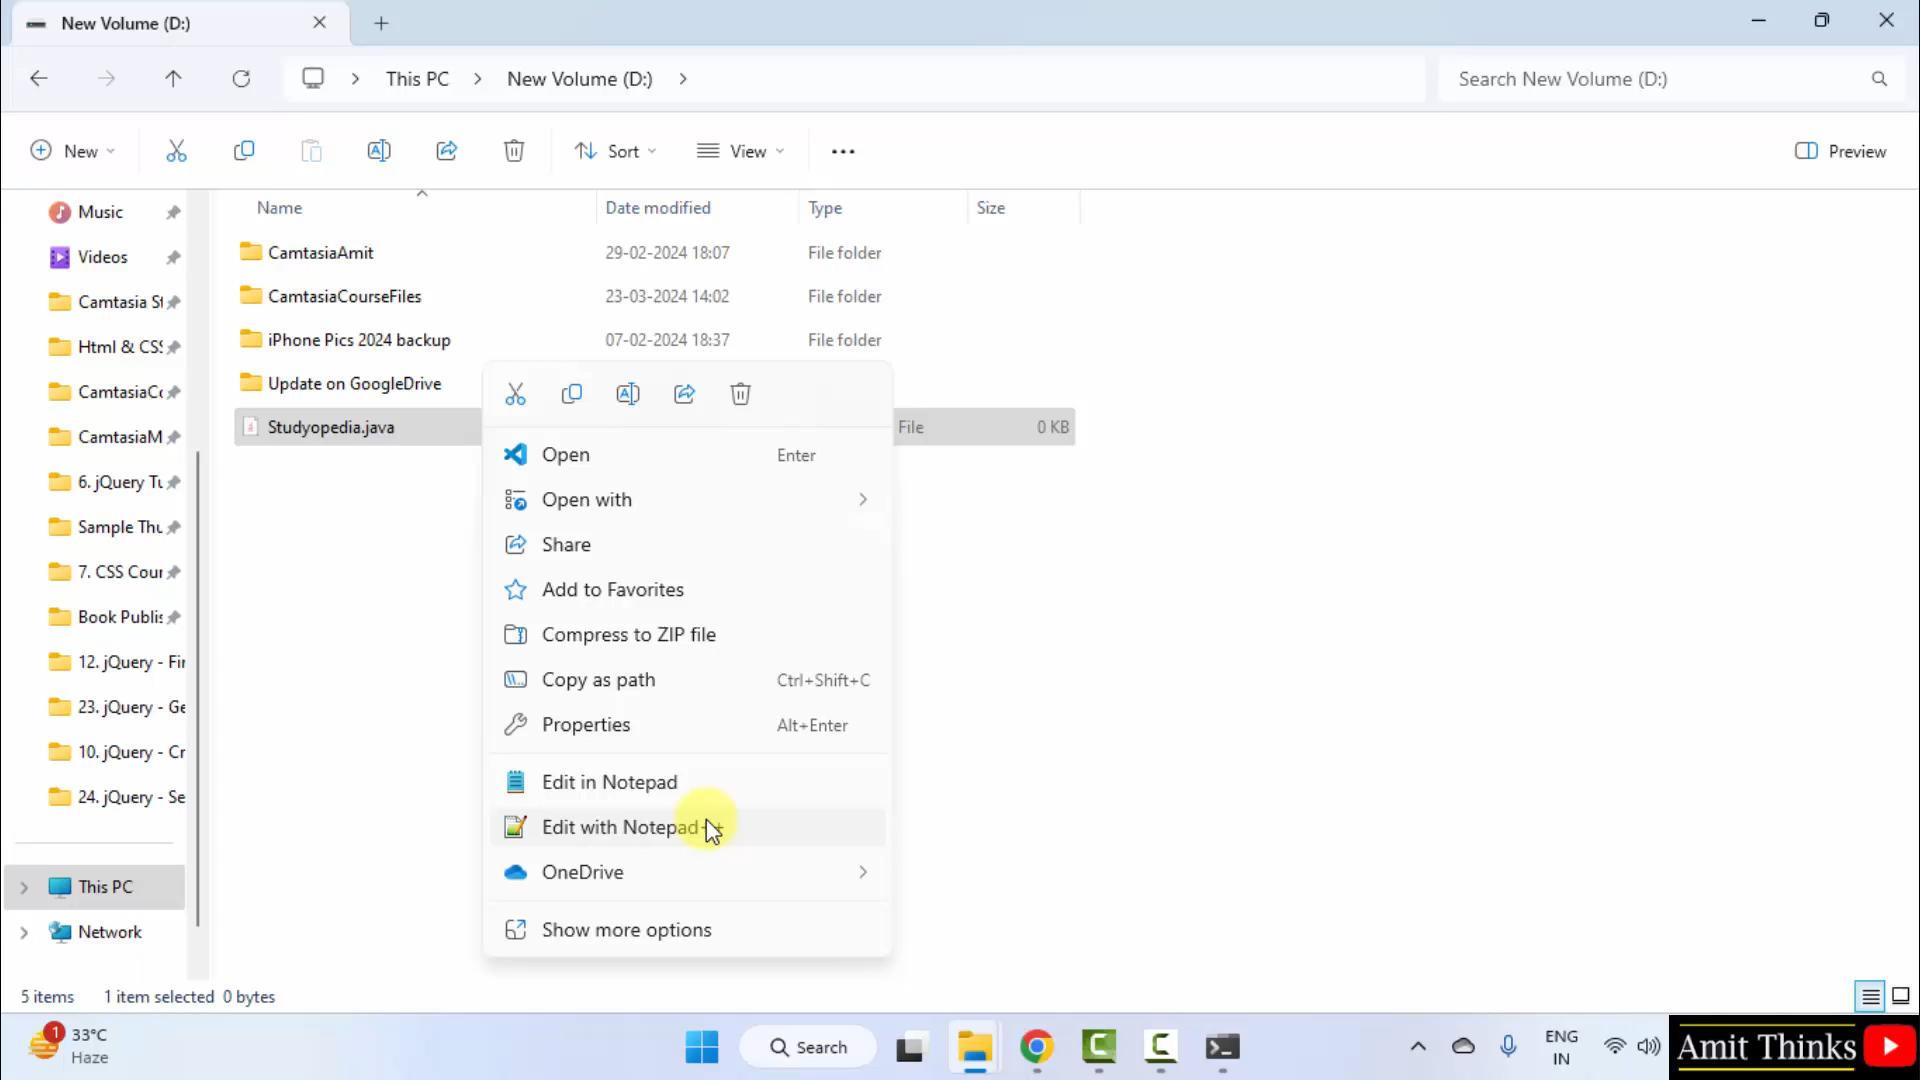 New Volume (D:)
This PC
New Volume (D:)
Search New Volume (D:)
New
Sort
View
Preview
Name
Date modified
Type
Size
Music
Videos
Camtasia St
Html & CSS
CamtasiaCo
CamtasiaM
6. jQuery Tu
Sample Thu
7. CSS Cour
Book Publis
12. jQuery - Fir
23. jQuery - Ge
10. jQuery - Cr
24. jQuery - Se
This PC
Network
CamtasiaAmit 29-02-2024 18:07 File folder
CamtasiaCourseFiles 23-03-2024 14:02 File folder
iPhone Pics 2024 backup 07-02-2024 18:37 File folder
Update on GoogleDrive
Studyopedia.java File 0 KB
Open Enter
Open with
Share
Add to Favorites
Compress to ZIP file
Copy as path Ctrl+Shift+C
Properties Alt+Enter
Edit in Notepad
Edit with Notepad++
OneDrive
Show more options
5 items 1 item selected 0 bytes
1
33°C
Haze
Search
ENG
IN
Amit Thinks